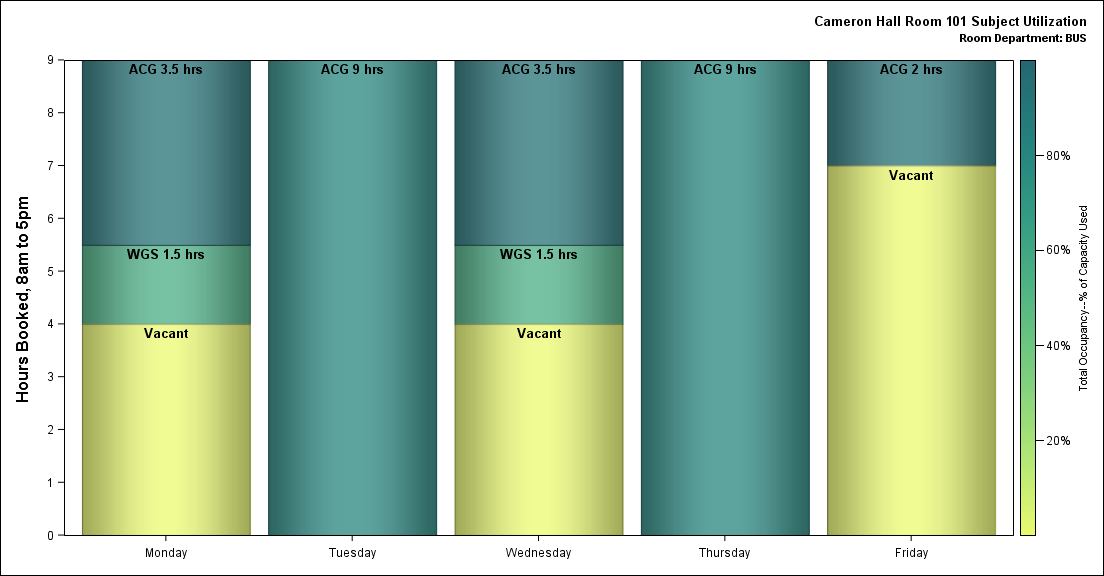 Cameron Hall Room 101 Subject Utilization
Room Department: BUS
Hours Booked, 8am to 5pm
9
8
7
6
5
4
3
2
1
0
ACG 3.5 hrs
WGS 1.5 hrs
Vacant
ACG 9 hrs
ACG 3.5 hrs
WGS 1.5 hrs
Vacant
ACG 9 hrs
ACG 2 hrs
Vacant
Monday
Tuesday
Wednesday
Thursday
Friday
80%
60%
40%
20%
Total Occupancy--% of Capacity Used